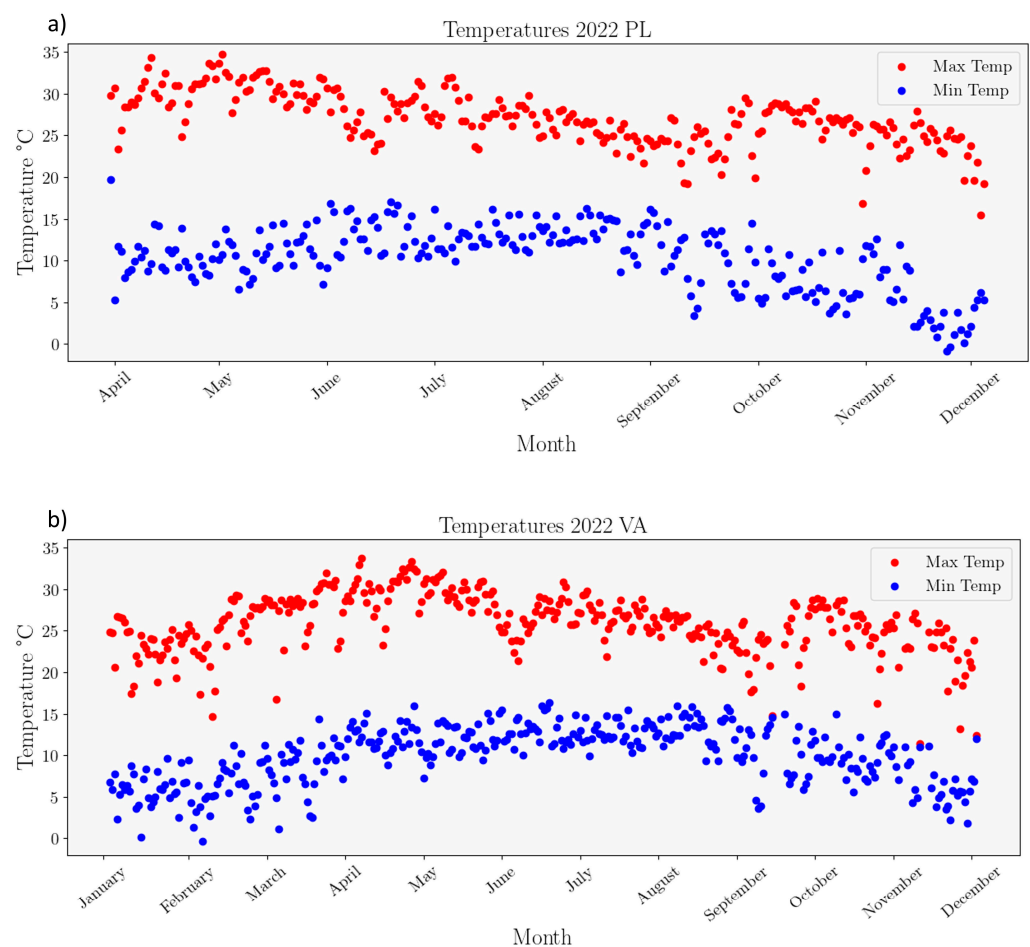 a)
Temperatures 2022 PL
35
30
25
20
15
10
5
0
Temperature °C
Max Temp
Min Temp
April
May
June
July
August
September
October
November
December
Month
b)
Temperatures 2022 VA
35
30
25
20
15
10
5
0
Temperature °C
Max Temp
Min Temp
January
February
March
April
May
June
July
August
September
October
November
December
Month